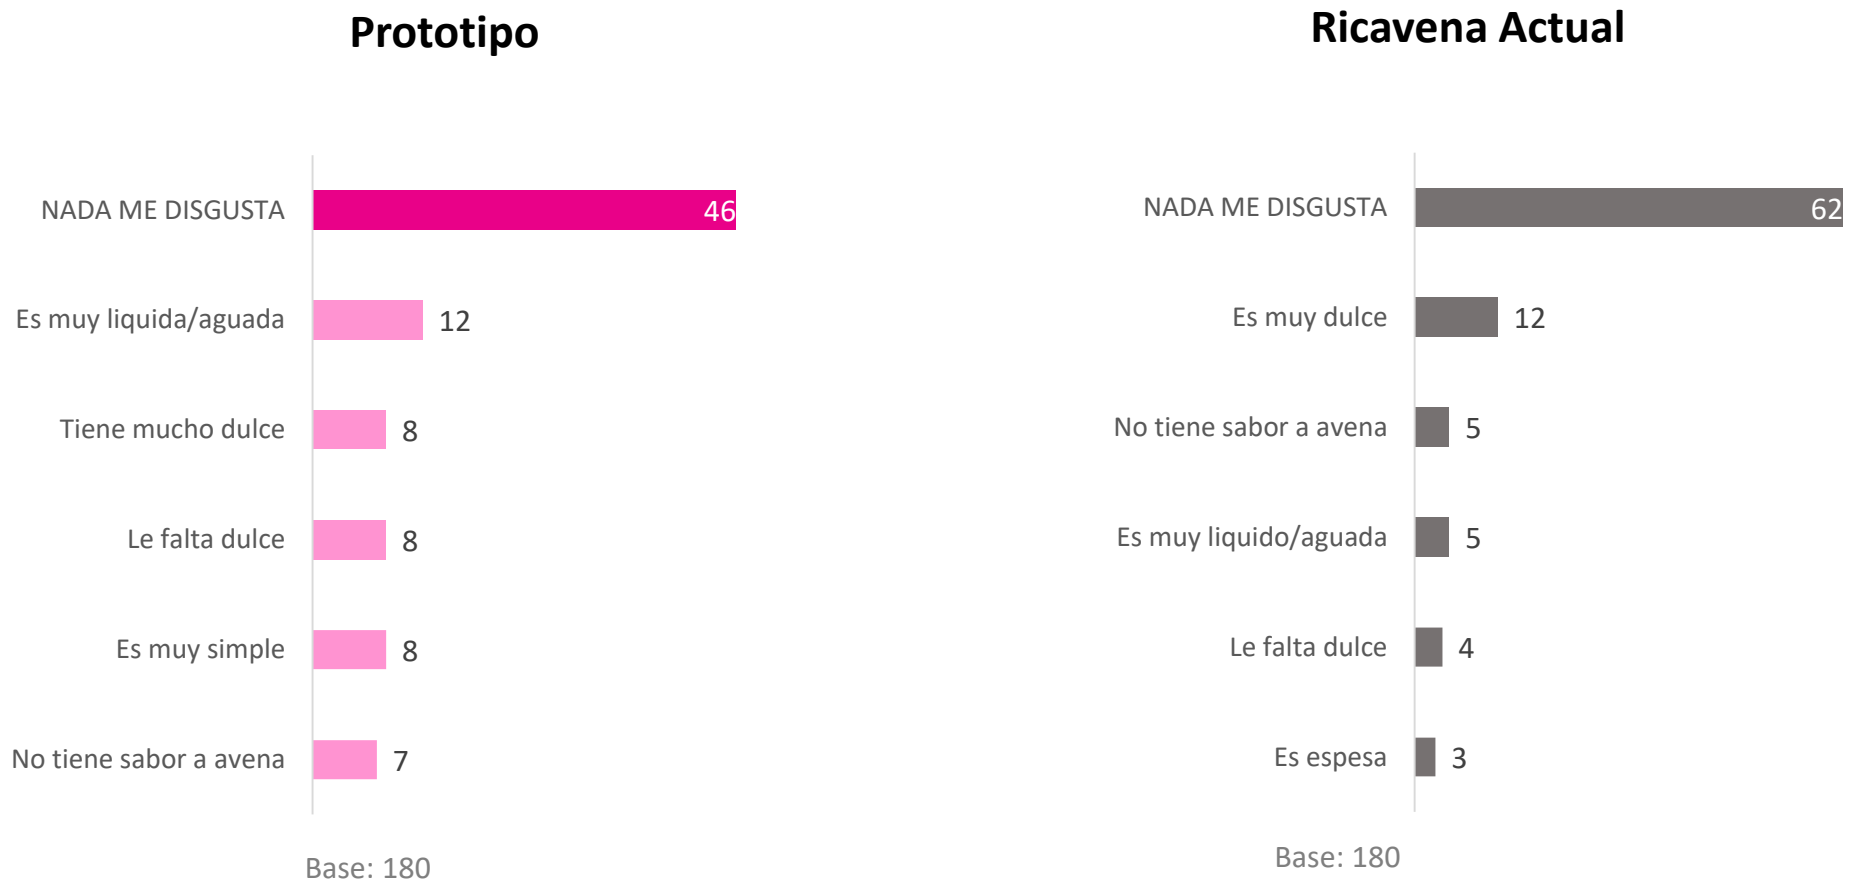 Prototipo
NADA ME DISGUSTA 46
Es muy liquida/aguada 12
Tiene mucho dulce 8
Le falta dulce 8
Es muy simple 8
No tiene sabor a avena 7
Base: 180
Ricavena Actual
NADA ME DISGUSTA 62
Es muy dulce 12
No tiene sabor a avena 5
Es muy liquido/aguada 5
Le falta dulce 4
Es espesa 3
Base: 180